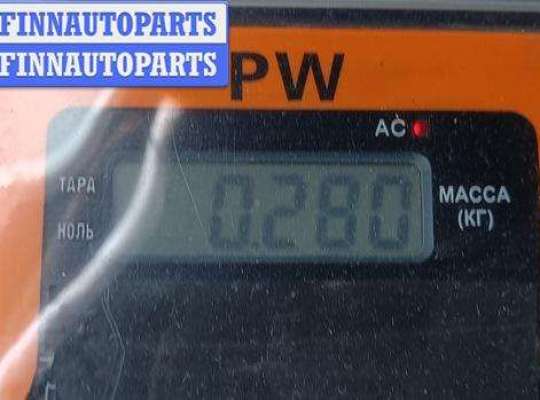 FINNAUTOPARTS
FINNAUTOPARTS
PW
AC
ТАРА
0.280
МАССА
НОЛЬ
(КГ)